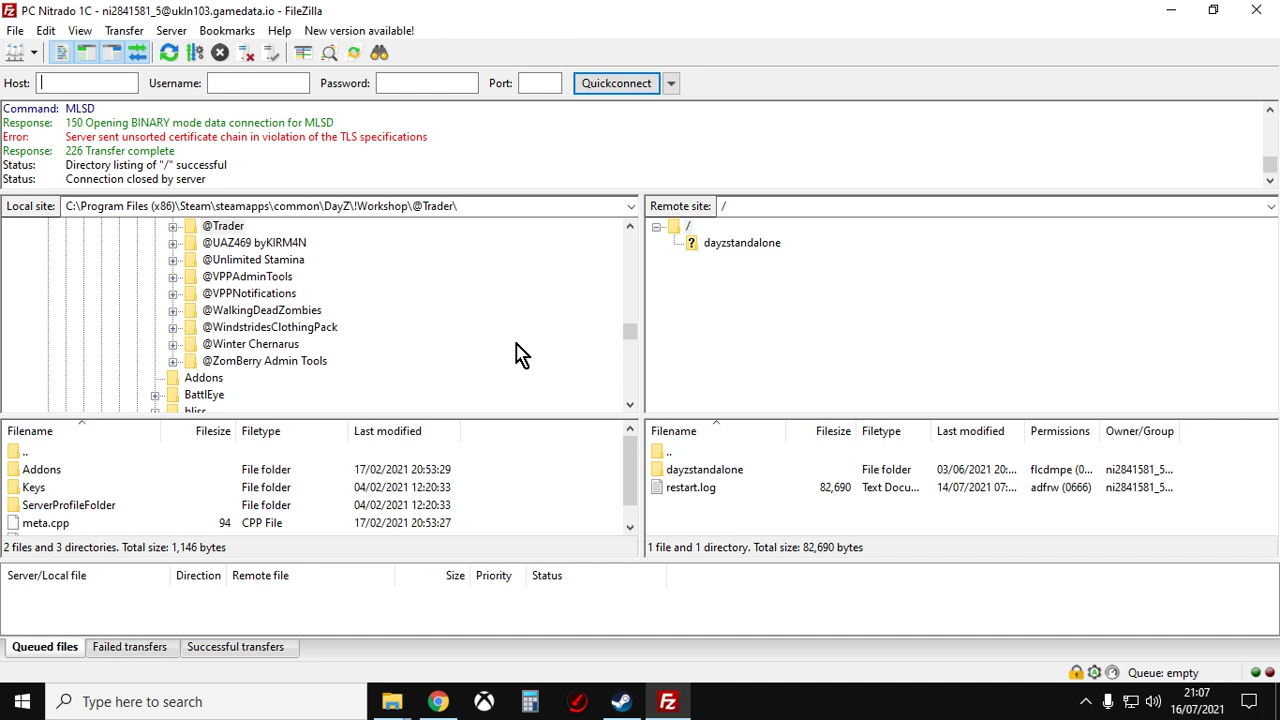 PC Nitrado 1C - ni2841581_5@ukln103.gamedata.io - FileZilla
File Edit View Transfer Server Bookmarks Help New version available!
Host: Username: Password: Port: Quickconnect
Command: MLSD
Response: 150 Opening BINARY mode data connection for MLSD
Error: Server sent unsorted certificate chain in violation of the TLS specifications
Response: 226 Transfer complete
Status: Directory listing of "/" successful
Status: Connection closed by server
Local site: C:\Program Files (x86)\Steam\steamapps\common\DayZ\!Workshop\@Trader\
@Trader
@UAZ469 byKIRM4N
@Unlimited Stamina
@VPPAdminTools
@VPPNotifications
@WalkingDeadZombies
@WindstridesClothingPack
@Winter Chernarus
@ZomBerry Admin Tools
Addons
BattlEye
bliss
Remote site: /
/
dayzstandalone
Filename Filesize Filetype Last modified
..
Addons File folder 17/02/2021 20:53:29
Keys File folder 04/02/2021 12:20:33
ServerProfileFolder File folder 04/02/2021 12:20:33
meta.cpp 94 CPP File 17/02/2021 20:53:27
2 files and 3 directories. Total size: 1,146 bytes
Filename Filesize Filetype Last modified Permissions Owner/Group
..
dayzstandalone File folder 03/06/2021 20:... flcdmpe (0... ni2841581_5...
restart.log 82,690 Text Docu... 14/07/2021 07:... adfrw (0666) ni2841581_5...
1 file and 1 directory. Total size: 82,690 bytes
Server/Local file Direction Remote file Size Priority Status
Queued files Failed transfers Successful transfers
Queue: empty
Type here to search
21:07
16/07/2021